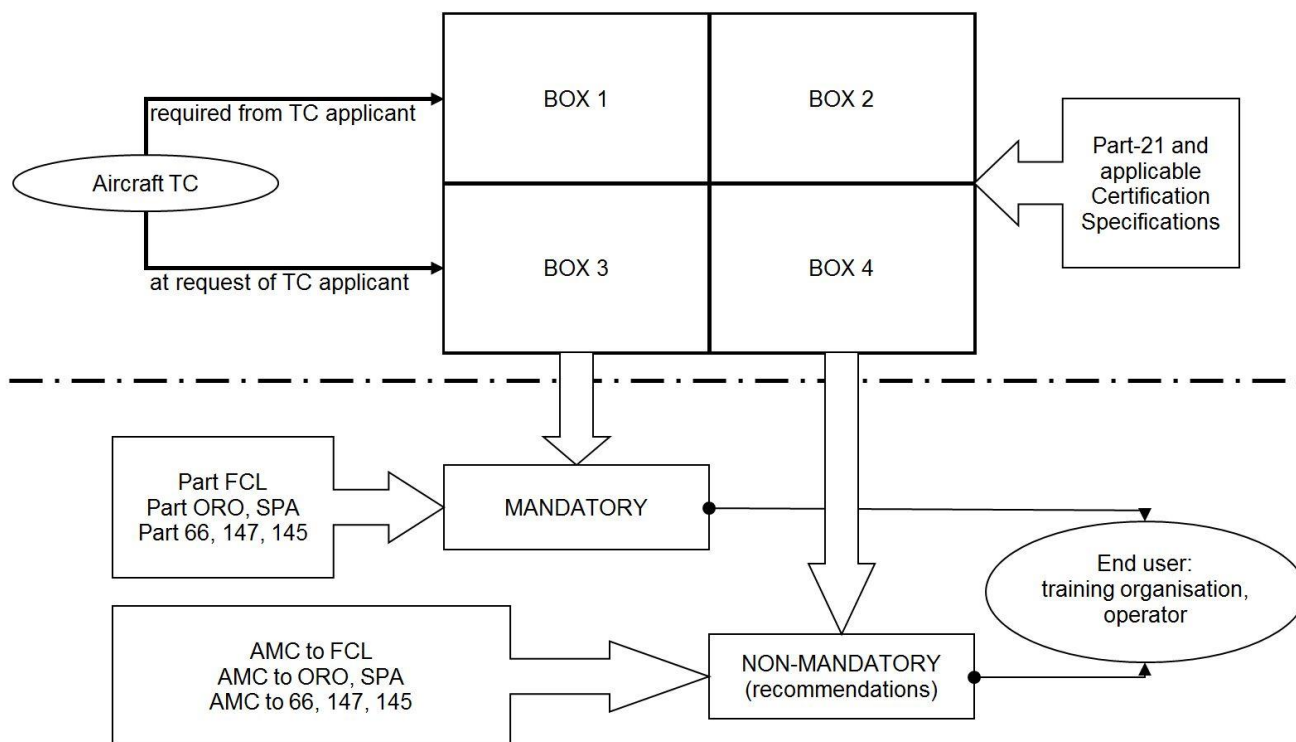 BOX 1
BOX 2
required from TC applicant
Aircraft TC
Part-21 and
applicable
Certification
Specifications
at request of TC applicant
BOX 3
BOX 4
Part FCL
Part ORO, SPA
Part 66, 147, 145
MANDATORY
End user:
training organisation,
operator
AMC to FCL
AMC to ORO, SPA
AMC to 66, 147, 145
NON-MANDATORY
(recommendations)